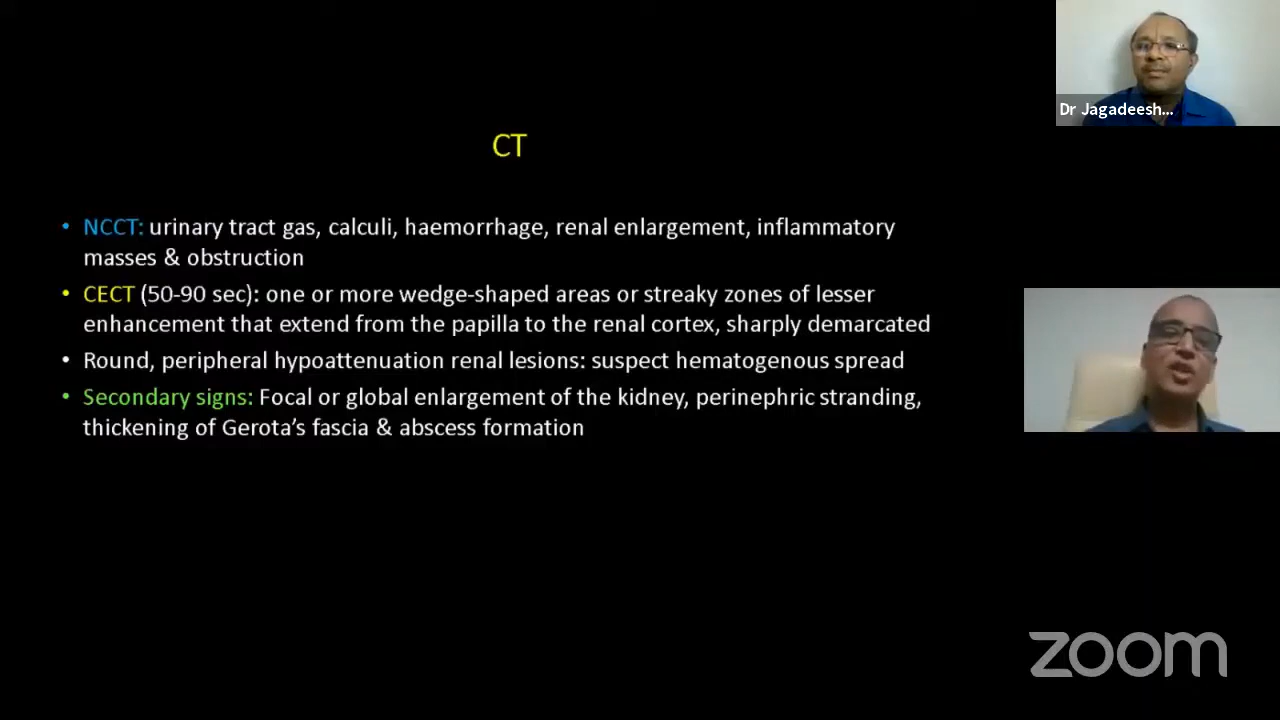 CT
• NCCT: urinary tract gas, calculi, haemorrhage, renal enlargement, inflammatory
masses & obstruction
• CECT (50-90 sec): one or more wedge-shaped areas or streaky zones of lesser
enhancement that extend from the papilla to the renal cortex, sharply demarcated
• Round, peripheral hypoattenuation renal lesions: suspect hematogenous spread
• Secondary signs: Focal or global enlargement of the kidney, perinephric stranding,
thickening of Gerota’s fascia & abscess formation
Dr Jagadeesh...
zoom